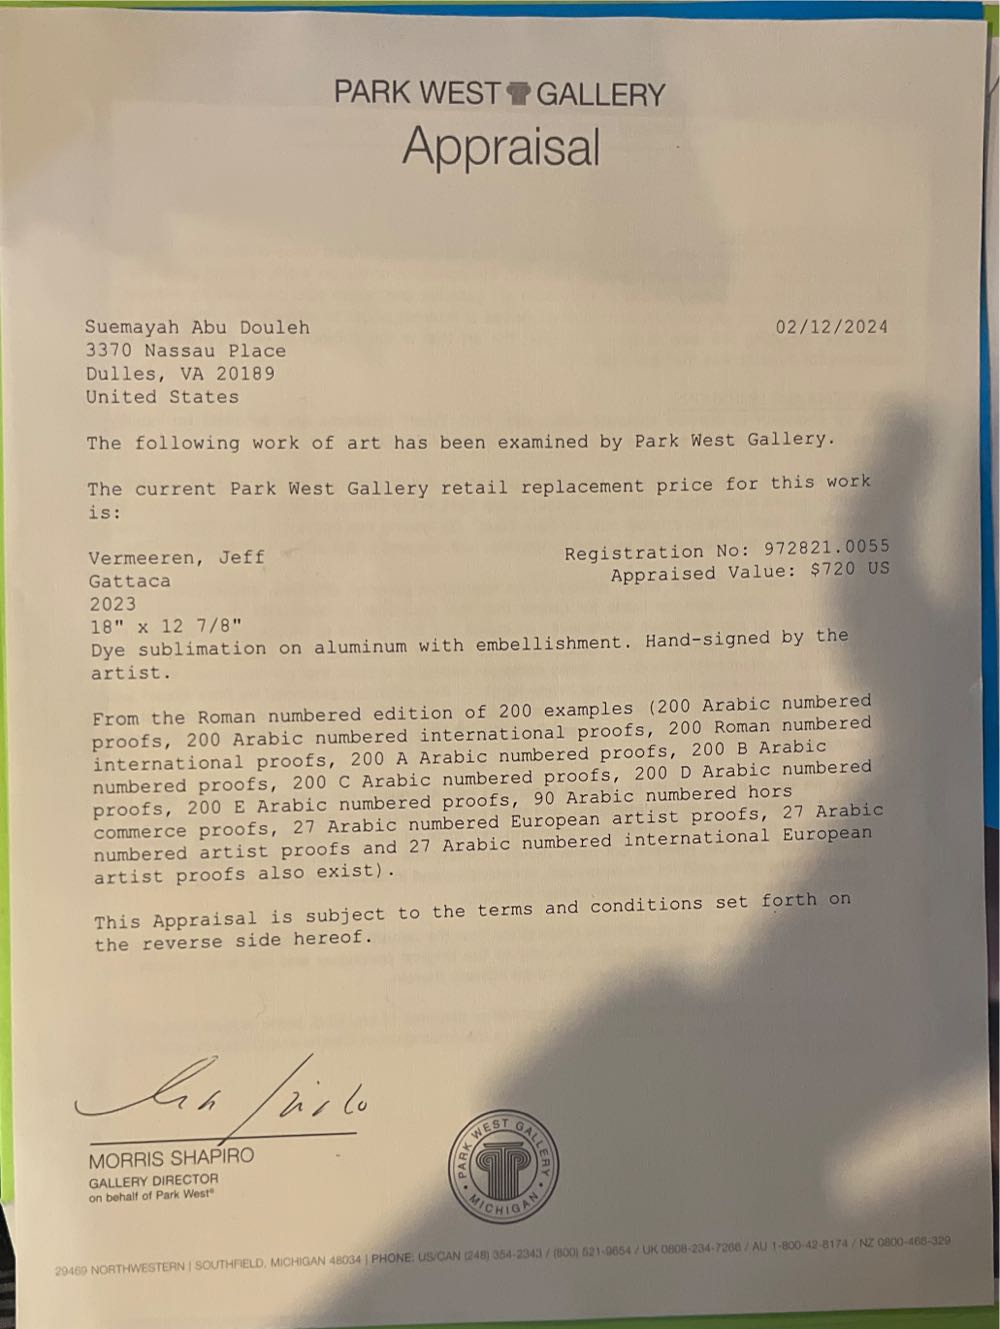 PARK WEST GALLERY
Appraisal
Suemayah Abu Douleh
02/12/2024
3370 Nassau Place
Dulles, VA 20189
United States
The following work of art has been examined by Park West Gallery.
The current Park West Gallery retail replacement price for this work
is:
Vermeeren, Jeff
Registration No: 972821.0055
Gattaca
Appraised Value: $720 US
2023
18" x 12 7/8"
Dye sublimation on aluminum with embellishment. Hand-signed by the
artist.
From the Roman numbered edition of 200 examples (200 Arabic numbered
proofs, 200 Arabic numbered international proofs, 200 Roman numbered
international proofs, 200 A Arabic numbered proofs, 200 B Arabic
numbered proofs, 200 C Arabic numbered proofs, 200 D Arabic numbered
proofs, 200 E Arabic numbered proofs, 90 Arabic numbered hors
commerce proofs, 27 Arabic numbered European artist proofs, 27 Arabic
numbered artist proofs and 27 Arabic numbered international European
artist proofs also exist).
This Appraisal is subject to the terms and conditions set forth on
the reverse side hereof.
MORRIS SHAPIRO
GALLERY DIRECTOR
on behalf of Park West®
PARK WEST GALLERY
• MICHIGAN •
29469 NORTHWESTERN | SOUTHFIELD, MICHIGAN 48034 | PHONE: US/CAN (248) 354-2343 / (800) 521-9654 / UK 0808-234-7266 / AU 1-800-42-8174 / NZ 0800-466-329